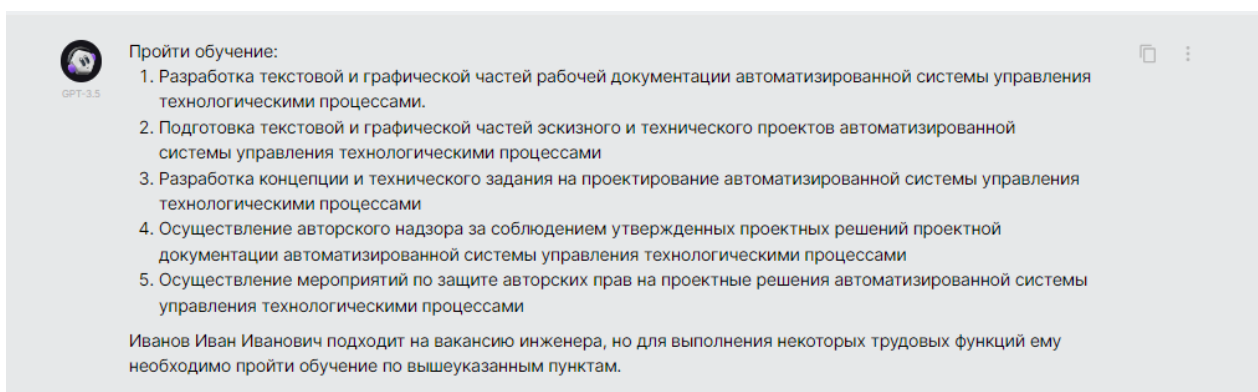 Пройти обучение:
1. Разработка текстовой и графической частей рабочей документации автоматизированной системы управления
технологическими процессами.
2. Подготовка текстовой и графической частей эскизного и технического проектов автоматизированной
системы управления технологическими процессами
3. Разработка концепции и технического задания на проектирование автоматизированной системы управления
технологическими процессами
4. Осуществление авторского надзора за соблюдением утвержденных проектных решений проектной
документации автоматизированной системы управления технологическими процессами
5. Осуществление мероприятий по защите авторских прав на проектные решения автоматизированной системы
управления технологическими процессами
Иванов Иван Иванович подходит на вакансию инженера, но для выполнения некоторых трудовых функций ему
необходимо пройти обучение по вышеуказанным пунктам.
GPT-3.5